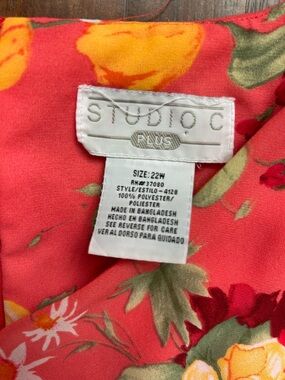 STUDIO C
PLUS
SIZE: 22W
RN# 37080
STYLE/ESTILO - 4128
100% POLYESTER/
POLIESTER
MADE IN BANGLADESH
HECHO EN BANGLADESH
SEE REVERSE FOR CARE
VER AL DORSO PARA QUIDADO